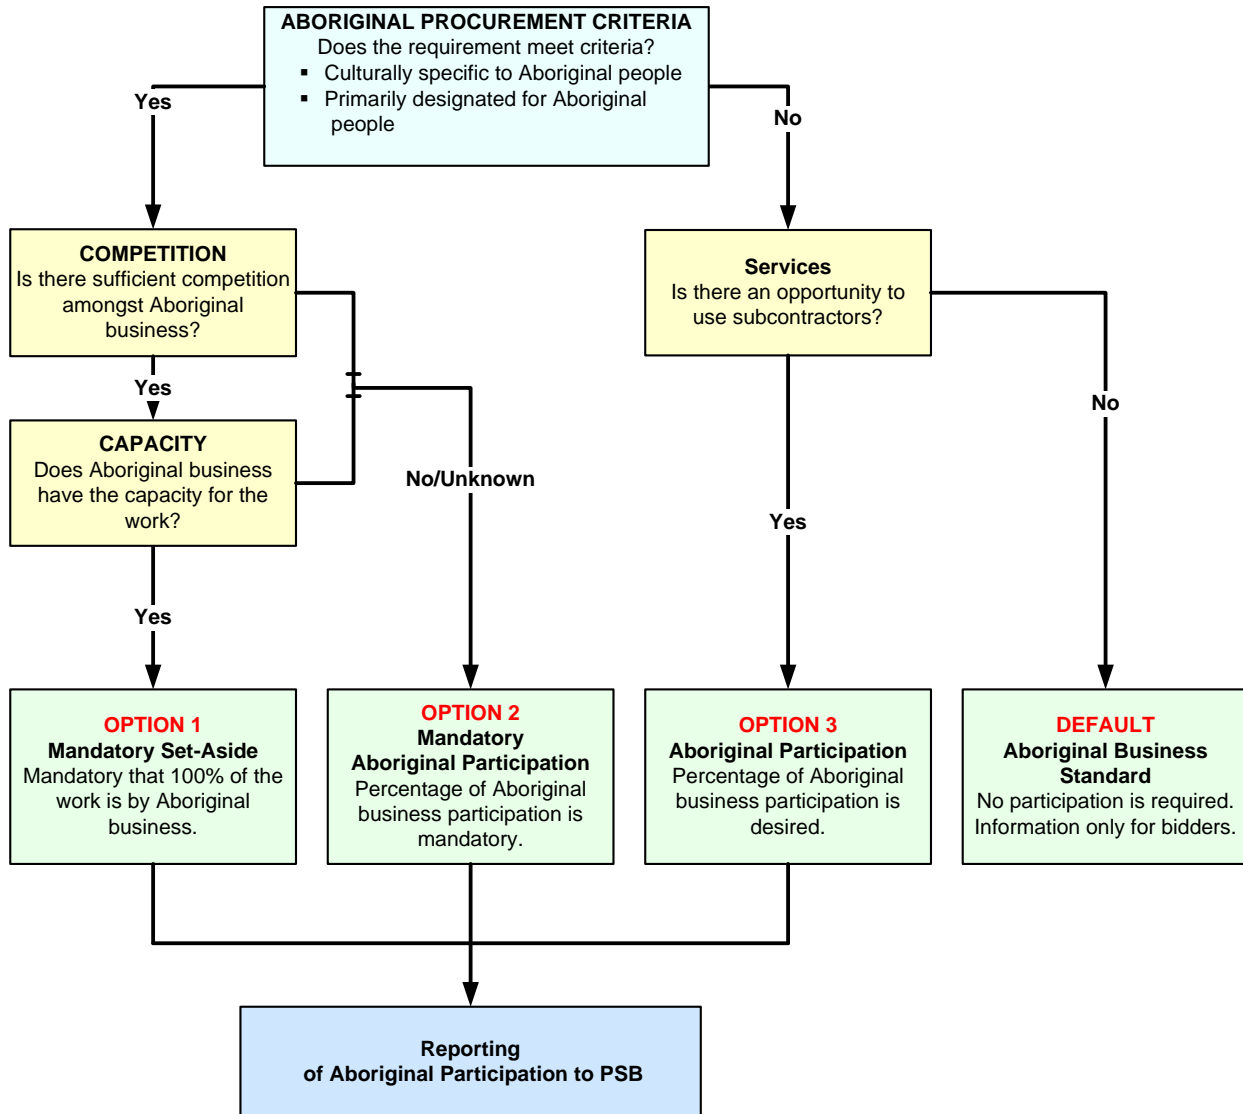 ABORIGINAL PROCUREMENT CRITERIA
Does the requirement meet criteria?
▪ Culturally specific to Aboriginal people
▪ Primarily designated for Aboriginal
people
Yes
No
COMPETITION
Is there sufficient competition
amongst Aboriginal
business?
Services
Is there an opportunity to
use subcontractors?
Yes
No
CAPACITY
Does Aboriginal business
have the capacity for the
work?
No/Unknown
Yes
Yes
OPTION 1
Mandatory Set-Aside
Mandatory that 100% of the
work is by Aboriginal
business.
OPTION 2
Mandatory
Aboriginal Participation
Percentage of Aboriginal
business participation is
mandatory.
OPTION 3
Aboriginal Participation
Percentage of Aboriginal
business participation is
desired.
DEFAULT
Aboriginal Business
Standard
No participation is required.
Information only for bidders.
Reporting
of Aboriginal Participation to PSB